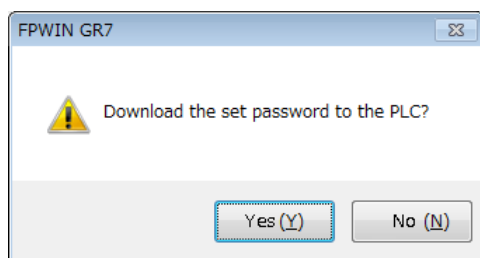 FPWIN GR7
Download the set password to the PLC?
Yes (Y) No (N)